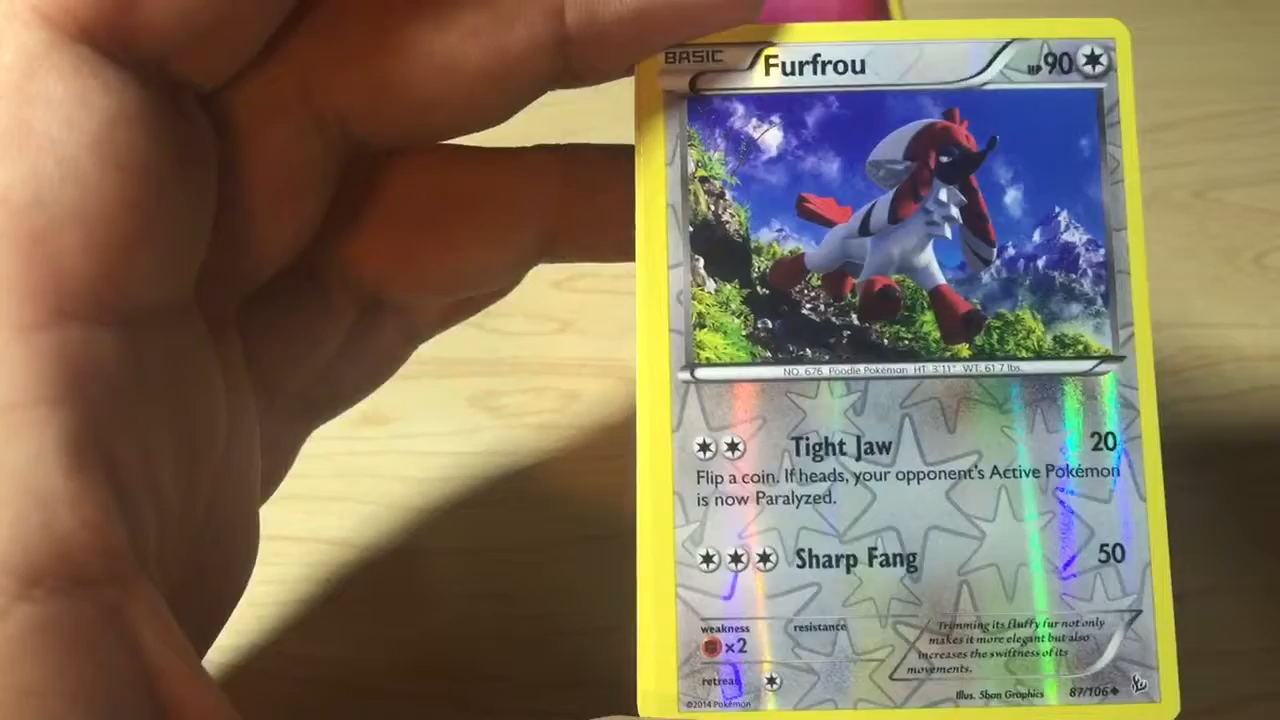 BASIC Furfrou HP 90
NO. 676 Poodle Pokémon HT: 3'11" WT: 61.7 lbs.
Tight Jaw 20
Flip a coin. If heads, your opponent's Active Pokémon
is now Paralyzed.
Sharp Fang 50
weakness resistance
×2
retreat
Trimming its fluffy fur not only
makes it more elegant but also
increases the swiftness of its
movements.
Illus. 5ban Graphics 87/106
©2014 Pokémon